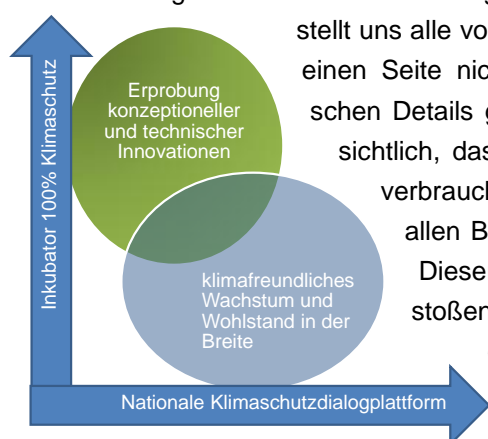 stellt uns alle vo
einen Seite nic
schen Details g
sichtlich, das
verbrauch
allen B
Diese
stoßen
Inkubator 100% Klimaschutz
Erprobung
konzeptioneller
und technischer
Innovationen
klimafreundliches
Wachstum und
Wohlstand in der
Breite
Nationale Klimaschutzdialogplattform